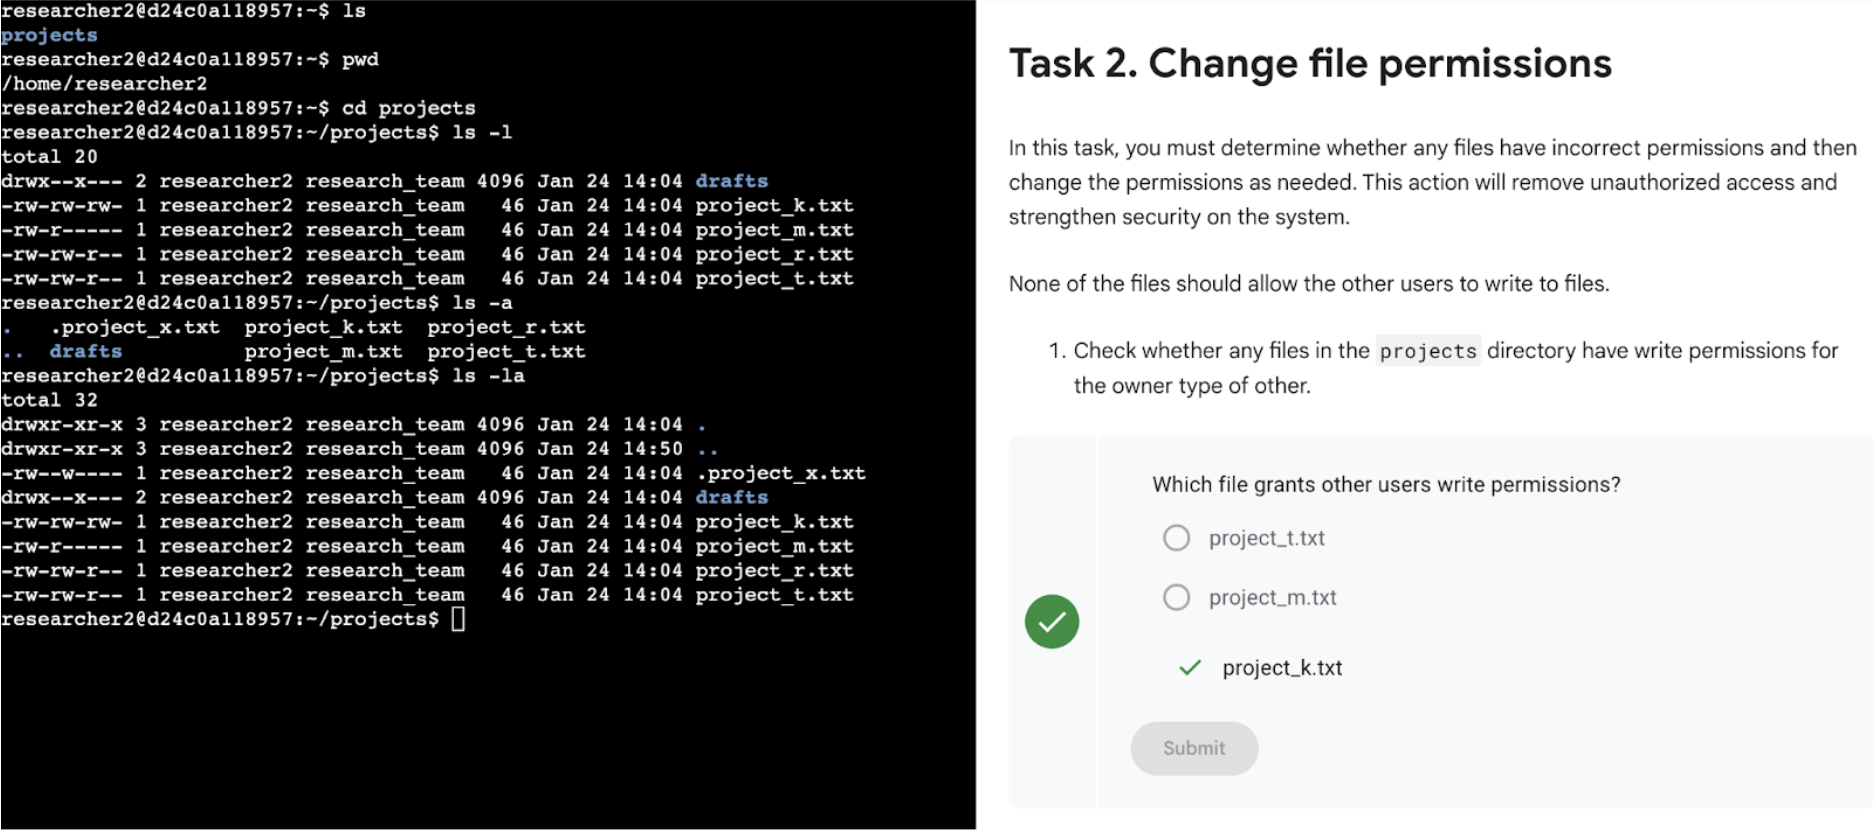 researcher2@d24c0a118957:~$ ls
projects
researcher2@d24c0a118957:~$ pwd
/home/researcher2
researcher2@d24c0a118957:~$ cd projects
researcher2@d24c0a118957:~/projects$ ls -l
total 20
drwx--x--- 2 researcher2 research_team 4096 Jan 24 14:04 drafts
-rw-rw-rw- 1 researcher2 research_team   46 Jan 24 14:04 project_k.txt
-rw-r----- 1 researcher2 research_team   46 Jan 24 14:04 project_m.txt
-rw-rw-r-- 1 researcher2 research_team   46 Jan 24 14:04 project_r.txt
-rw-rw-r-- 1 researcher2 research_team   46 Jan 24 14:04 project_t.txt
researcher2@d24c0a118957:~/projects$ ls -a
.   .project_x.txt  project_k.txt  project_r.txt
..  drafts          project_m.txt  project_t.txt
researcher2@d24c0a118957:~/projects$ ls -la
total 32
drwxr-xr-x 3 researcher2 research_team 4096 Jan 24 14:04 .
drwxr-xr-x 3 researcher2 research_team 4096 Jan 24 14:50 ..
-rw--w---- 1 researcher2 research_team   46 Jan 24 14:04 .project_x.txt
drwx--x--- 2 researcher2 research_team 4096 Jan 24 14:04 drafts
-rw-rw-rw- 1 researcher2 research_team   46 Jan 24 14:04 project_k.txt
-rw-r----- 1 researcher2 research_team   46 Jan 24 14:04 project_m.txt
-rw-rw-r-- 1 researcher2 research_team   46 Jan 24 14:04 project_r.txt
-rw-rw-r-- 1 researcher2 research_team   46 Jan 24 14:04 project_t.txt
researcher2@d24c0a118957:~/projects$
Task 2. Change file permissions
In this task, you must determine whether any files have incorrect permissions and then
change the permissions as needed. This action will remove unauthorized access and
strengthen security on the system.
None of the files should allow the other users to write to files.
1. Check whether any files in the projects directory have write permissions for
the owner type of other.
Which file grants other users write permissions?
project_t.txt
project_m.txt
project_k.txt
Submit